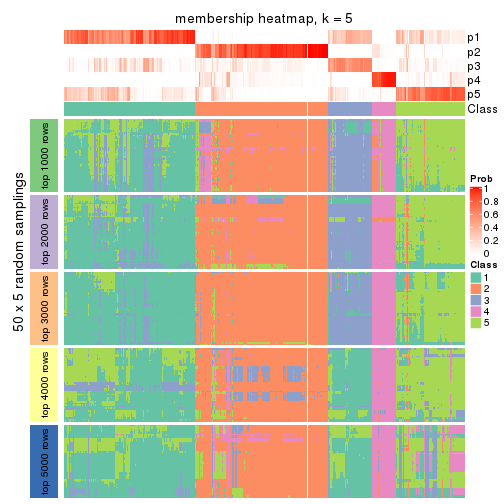 membership heatmap, k = 5
p1
p2
p3
p4
p5
Class
50 x 5 random samplings
top 1000 rows
top 2000 rows
top 3000 rows
top 4000 rows
top 5000 rows
Prob
1
0.8
0.6
0.4
0.2
0
Class
1
2
3
4
5